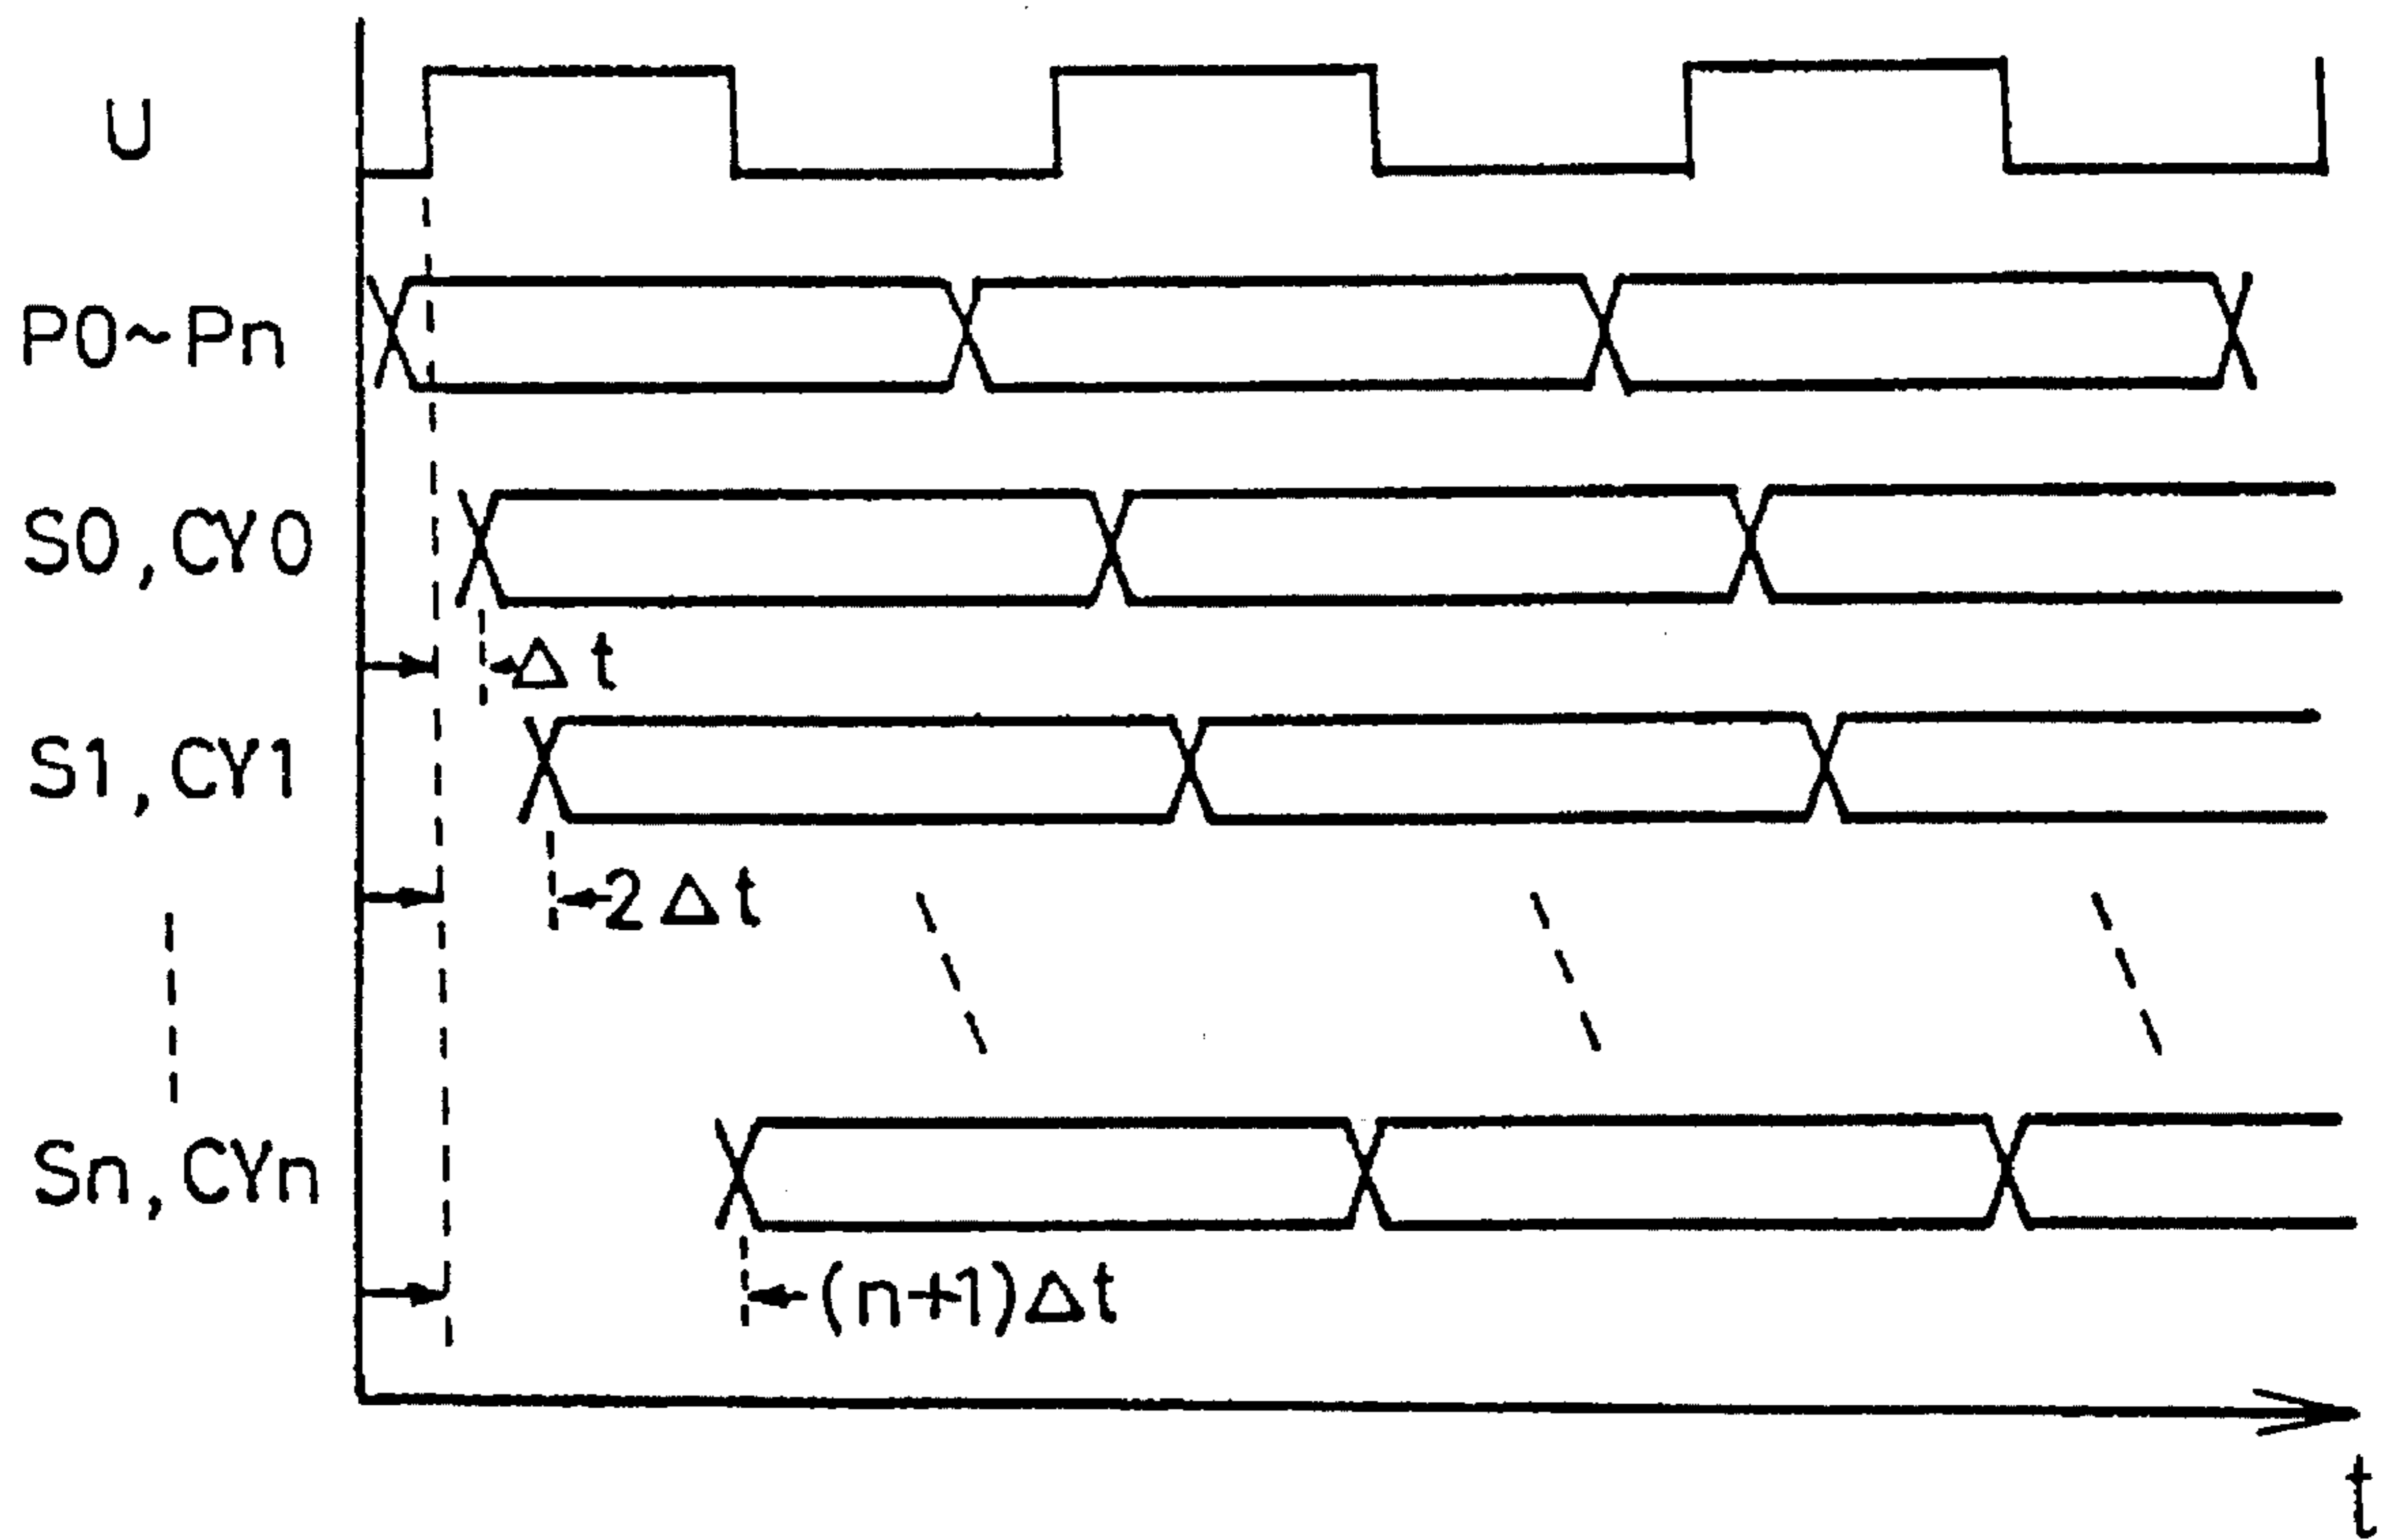 U
P0~Pn
S0,CY0
Δt
S1,CY1
2Δt
Sn,CYn
(n+1)Δt
t